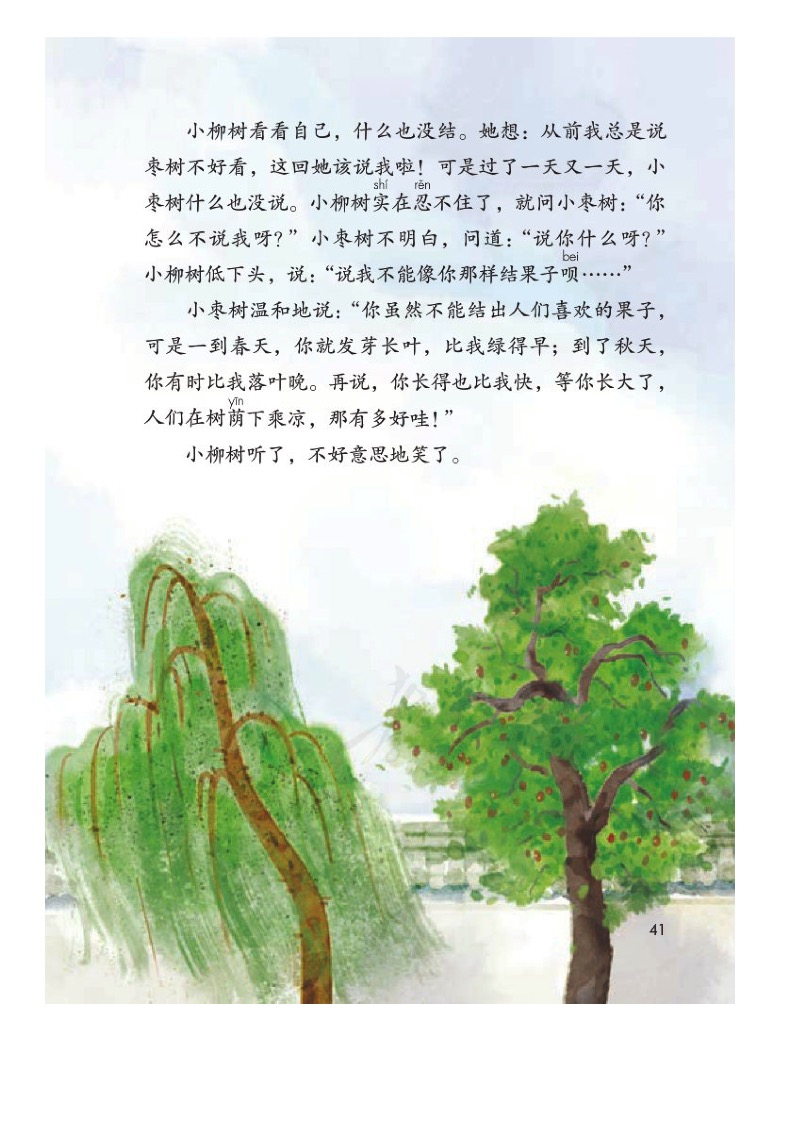 小柳树看看自己，什么也没结。她想：从前我总是说
枣树不好看，这回她该说我啦！可是过了一天又一天，小
shí rěn
枣树什么也没说。小柳树实在忍不住了，就问小枣树：“你
怎么不说我呀？”小枣树不明白，问道：“说你什么呀？”
bei
小柳树低下头，说：“说我不能像你那样结果子呗……”
小枣树温和地说：“你虽然不能结出人们喜欢的果子，
可是一到春天，你就发芽长叶，比我绿得早；到了秋天，
你有时比我落叶晚。再说，你长得也比我快，等你长大了，
yīn
人们在树荫下乘凉，那有多好哇！”
小柳树听了，不好意思地笑了。
41